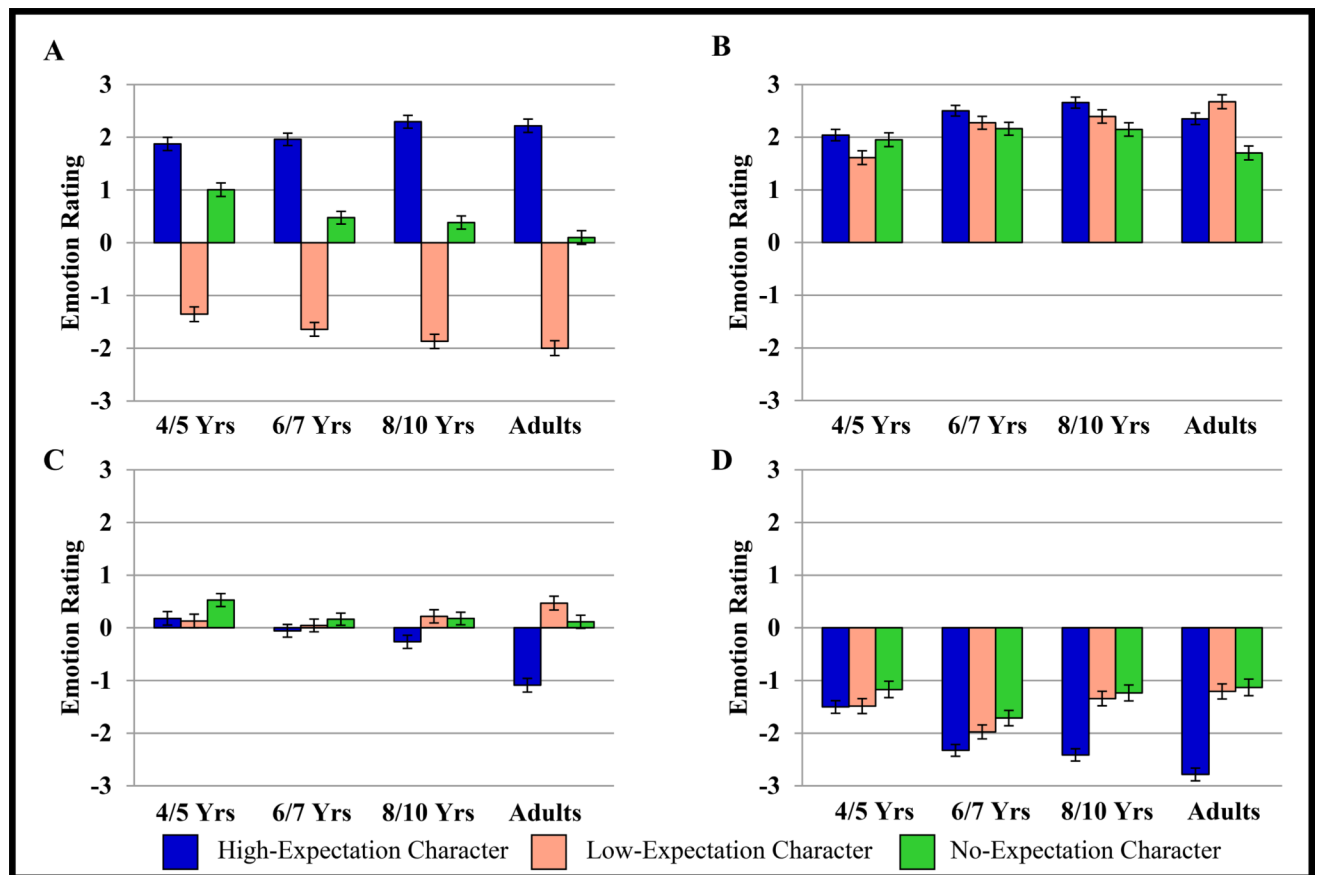 A
Emotion Rating
3
2
1
0
-1
-2
-3
4/5 Yrs 6/7 Yrs 8/10 Yrs Adults
B
Emotion Rating
3
2
1
0
-1
-2
-3
4/5 Yrs 6/7 Yrs 8/10 Yrs Adults
C
Emotion Rating
3
2
1
0
-1
-2
-3
4/5 Yrs 6/7 Yrs 8/10 Yrs Adults
D
Emotion Rating
3
2
1
0
-1
-2
-3
4/5 Yrs 6/7 Yrs 8/10 Yrs Adults
High-Expectation Character Low-Expectation Character No-Expectation Character